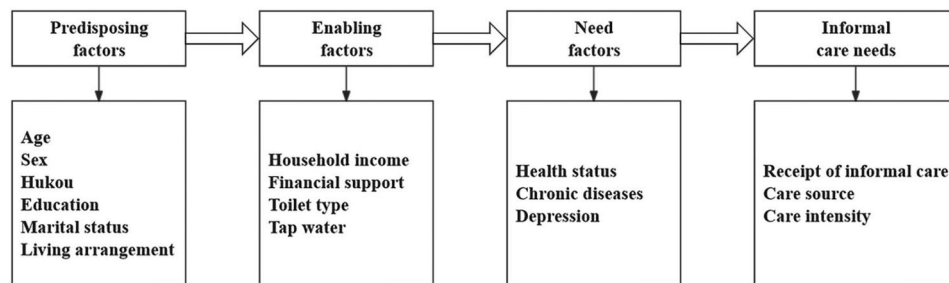 Predisposing
factors
Enabling
factors
Need
factors
Informal
care needs
Age
Sex
Hukou
Education
Marital status
Living arrangement
Household income
Financial support
Toilet type
Tap water
Health status
Chronic diseases
Depression
Receipt of informal care
Care source
Care intensity